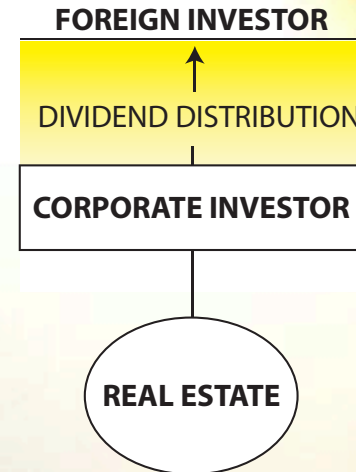 FOREIGN INVESTOR
DIVIDEND DISTRIBUTION
CORPORATE INVESTOR
REAL ESTATE